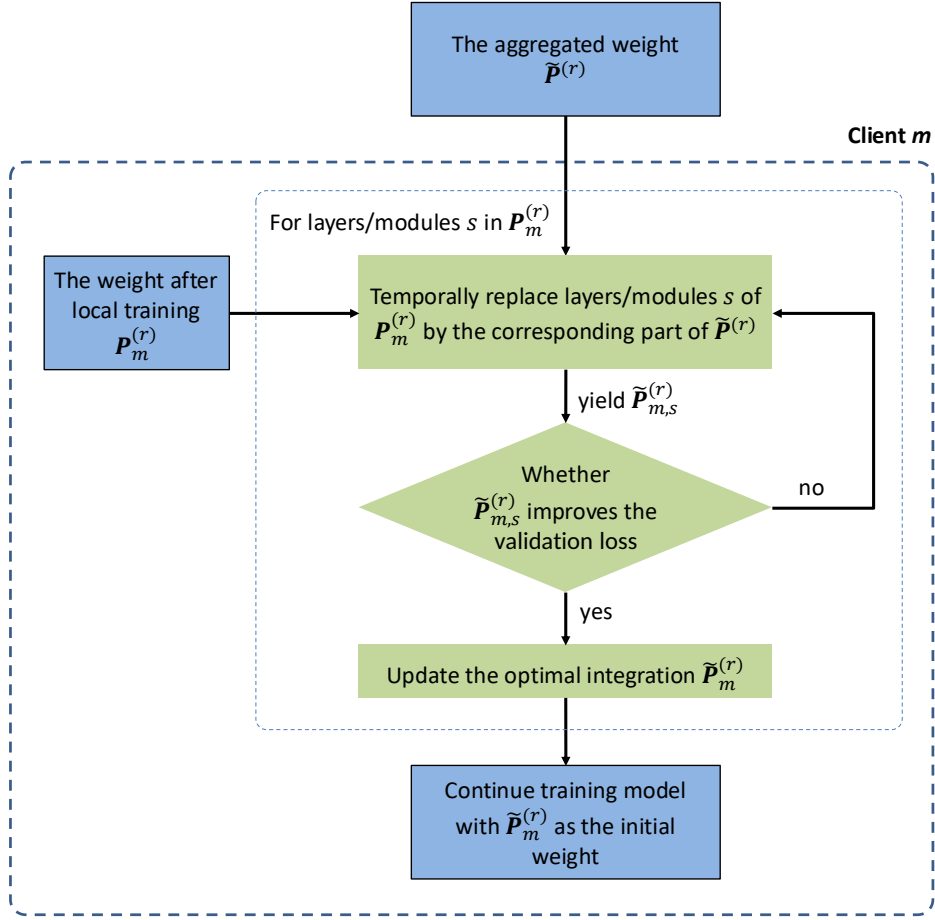 The aggregated weight
P̃^(r)
Client m
For layers/modules s in P_m^(r)
The weight after
local training
P_m^(r)
Temporally replace layers/modules s of
P_m^(r) by the corresponding part of P̃^(r)
yield P̃_{m,s}^(r)
Whether
P̃_{m,s}^(r) improves the
validation loss
no
yes
Update the optimal integration P̃_m^(r)
Continue training model
with P̃_m^(r) as the initial
weight